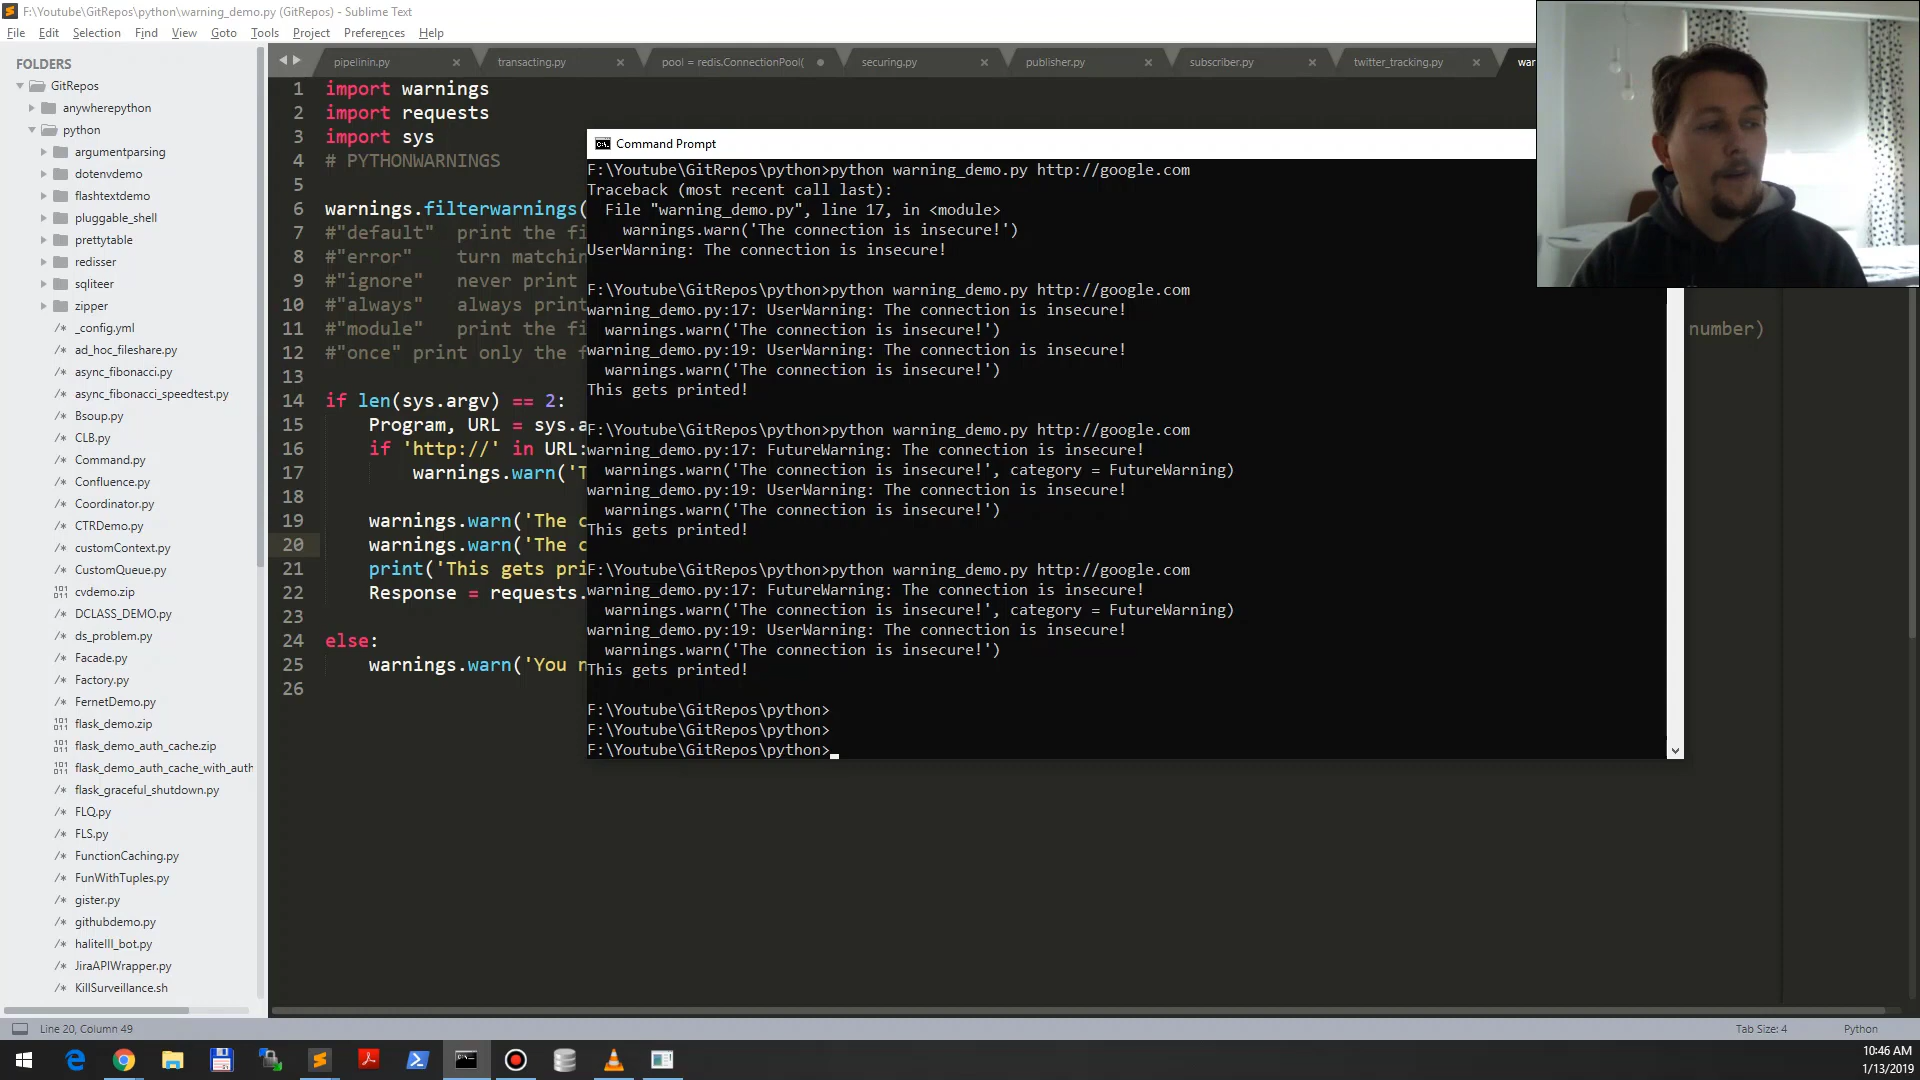 F:\Youtube\GitRepos\python\warning_demo.py (GitRepos) - Sublime Text
File Edit Selection Find View Goto Tools Project Preferences Help
FOLDERS
GitRepos
anywherepython
python
argumentparsing
dotenvdemo
flashtextdemo
pluggable_shell
prettytable
redisser
sqliteer
zipper
_config.yml
ad_hoc_fileshare.py
async_fibonacci.py
async_fibonacci_speedtest.py
Bsoup.py
CLB.py
Command.py
Confluence.py
Coordinator.py
CTRDemo.py
customContext.py
CustomQueue.py
cvdemo.zip
DCLASS_DEMO.py
ds_problem.py
Facade.py
Factory.py
FernetDemo.py
flask_demo.zip
flask_demo_auth_cache.zip
flask_demo_auth_cache_with_auth
flask_graceful_shutdown.py
FLQ.py
FLS.py
FunctionCaching.py
FunWithTuples.py
gister.py
githubdemo.py
haliteIII_bot.py
JiraAPIWrapper.py
KillSurveillance.sh
pipelinin.py transacting.py pool = redis.ConnectionPool( securing.py publisher.py subscriber.py twitter_tracking.py war
1 import warnings
2 import requests
3 import sys
4 # PYTHONWARNINGS
5
6 warnings.filterwarnings(
7 #"default" print the fi
8 #"error" turn matchin
9 #"ignore" never print
10 #"always" always print
11 #"module" print the fi
12 #"once" print only the f
13
14 if len(sys.argv) == 2:
15 Program, URL = sys.a
16 if 'http://' in URL:
17 warnings.warn('T
18
19 warnings.warn('The c
20 warnings.warn('The c
21 print('This gets pri
22 Response = requests.
23
24 else:
25 warnings.warn('You n
26
number)
Command Prompt
F:\Youtube\GitRepos\python>python warning_demo.py http://google.com
Traceback (most recent call last):
File "warning_demo.py", line 17, in <module>
warnings.warn('The connection is insecure!')
UserWarning: The connection is insecure!
F:\Youtube\GitRepos\python>python warning_demo.py http://google.com
warning_demo.py:17: UserWarning: The connection is insecure!
warnings.warn('The connection is insecure!')
warning_demo.py:19: UserWarning: The connection is insecure!
warnings.warn('The connection is insecure!')
This gets printed!
F:\Youtube\GitRepos\python>python warning_demo.py http://google.com
warning_demo.py:17: FutureWarning: The connection is insecure!
warnings.warn('The connection is insecure!', category = FutureWarning)
warning_demo.py:19: UserWarning: The connection is insecure!
warnings.warn('The connection is insecure!')
This gets printed!
F:\Youtube\GitRepos\python>python warning_demo.py http://google.com
warning_demo.py:17: FutureWarning: The connection is insecure!
warnings.warn('The connection is insecure!', category = FutureWarning)
warning_demo.py:19: UserWarning: The connection is insecure!
warnings.warn('The connection is insecure!')
This gets printed!
F:\Youtube\GitRepos\python>
F:\Youtube\GitRepos\python>
F:\Youtube\GitRepos\python>
Line 20, Column 49
Tab Size: 4 Python
10:46 AM
1/13/2019